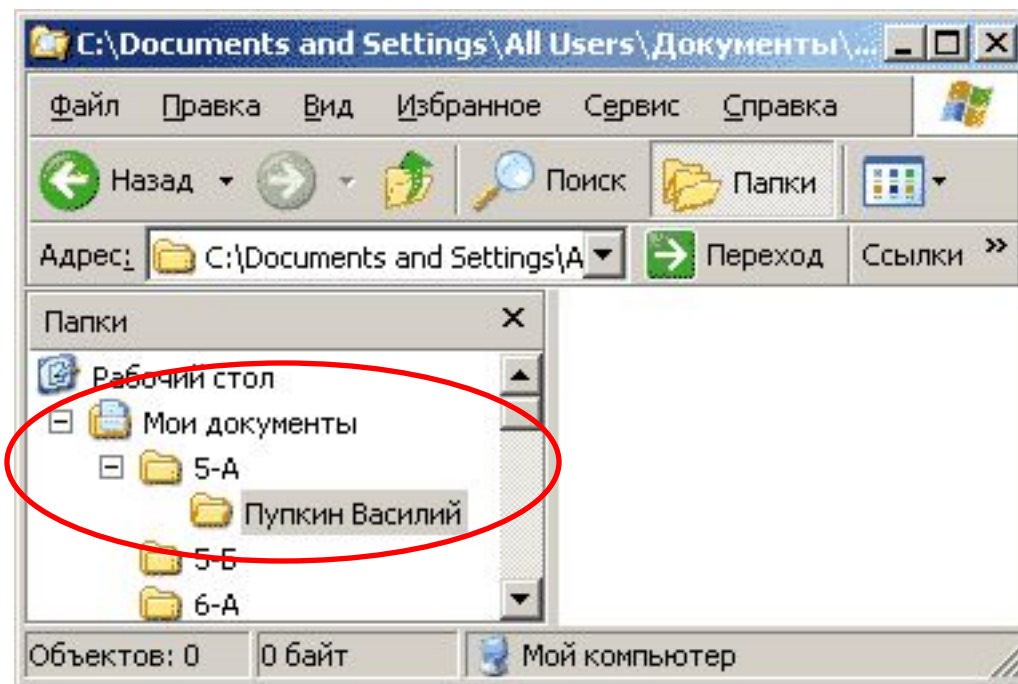 C:\Documents and Settings\All Users\Документы\...
Файл Правка Вид Избранное Сервис Справка
Назад Поиск Папки
Адрес: C:\Documents and Settings\A Переход Ссылки »
Папки
Рабочий стол
Мои документы
5-А
Пупкин Василий
5-Б
6-А
Объектов: 0 0 байт Мой компьютер